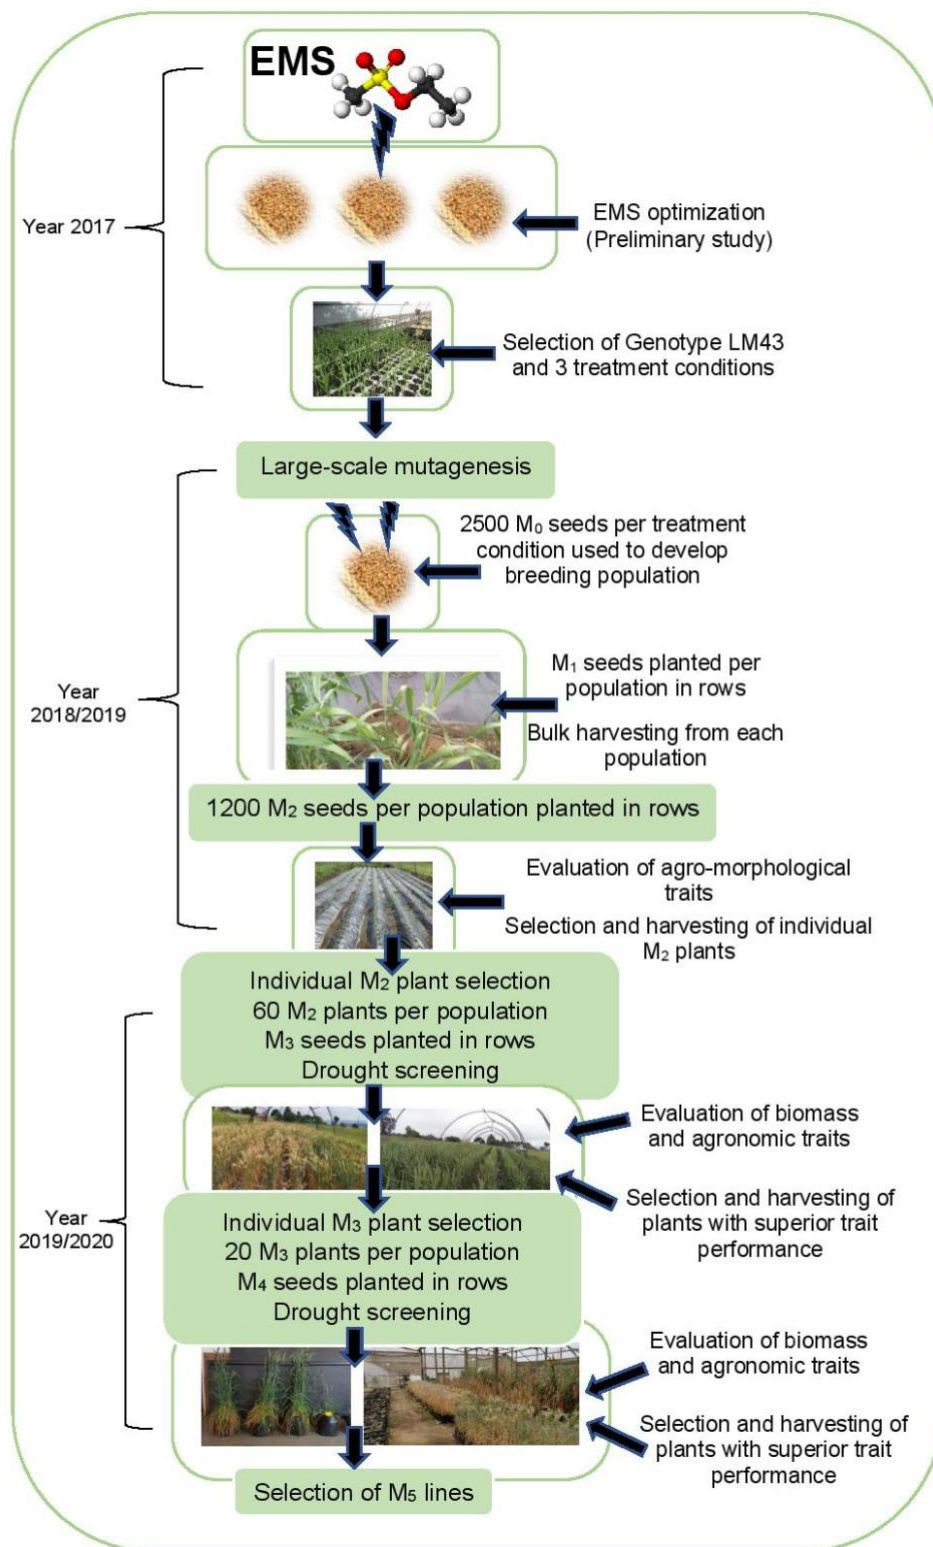 EMS
Year 2017
EMS optimization
(Preliminary study)
Selection of Genotype LM43
and 3 treatment conditions
Large-scale mutagenesis
2500 M₀ seeds per treatment
condition used to develop
breeding population
Year
2018/2019
M₁ seeds planted per
population in rows
Bulk harvesting from each
population
1200 M₂ seeds per population planted in rows
Evaluation of agro-morphological
traits
Selection and harvesting of individual
M₂ plants
Individual M₂ plant selection
60 M₂ plants per population
M₃ seeds planted in rows
Drought screening
Year
2019/2020
Evaluation of biomass
and agronomic traits
Selection and harvesting of
plants with superior trait
performance
Individual M₃ plant selection
20 M₃ plants per population
M₄ seeds planted in rows
Drought screening
Evaluation of biomass
and agronomic traits
Selection and harvesting of
plants with superior trait
performance
Selection of M₅ lines